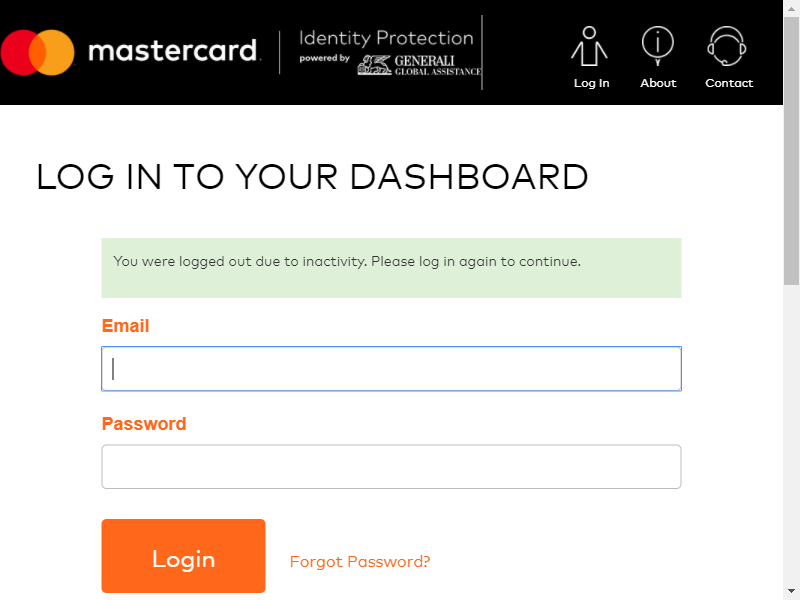 mastercard.
Identity Protection
powered by
GENERALI
GLOBAL ASSISTANCE
Log In
About
Contact
LOG IN TO YOUR DASHBOARD
You were logged out due to inactivity. Please log in again to continue.
Email
Password
Login
Forgot Password?